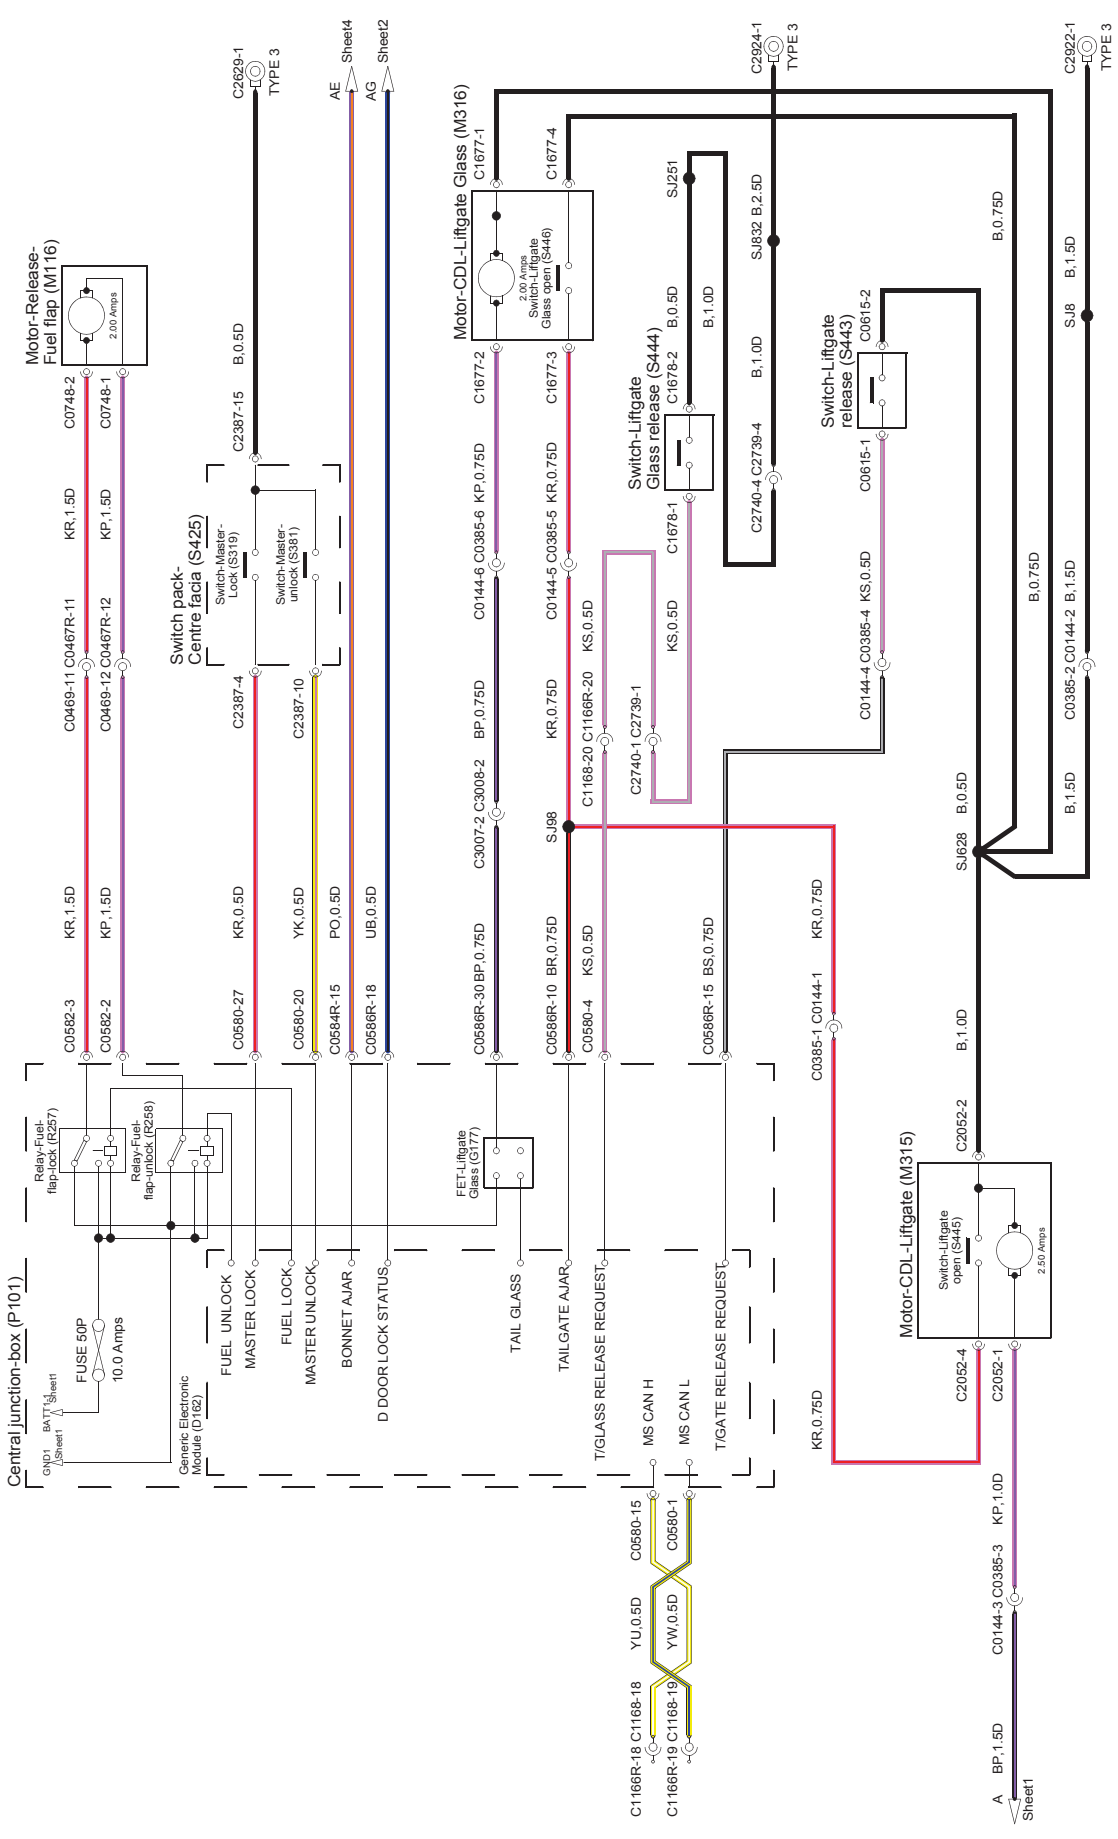 C2629-1
TYPE 3
Sheet4
AE
Sheet2
AG
C2924-1
TYPE 3
C2922-1
TYPE 3
Motor-Release-
Fuel flap (M116)
2.00 Amps
C0748-2
C0748-1
B,0.5D
C2387-15
Motor-CDL-Liftgate Glass (M316)
C1677-1
C1677-4
2.00 Amps
Switch-Liftgate
Glass open (S446)
C1677-2
C1677-3
SJ251
SJ832 B,2.5D
B,0.75D
B,1.5D
SJ8
B,0.5D
B,1.0D
B,1.0D
Switch-Liftgate
Glass release (S444)
C1678-2
C1678-1
C0615-2
Switch-Liftgate
release (S443)
C0615-1
KR,1.5D
KP,1.5D
Switch pack-
Centre facia (S425)
Switch-Master-
Lock (S319)
Switch-Master-
unlock (S381)
C2387-4
C2387-10
C0469-11 C0467R-11
C0469-12 C0467R-12
C0144-6 C0385-6 KP,0.75D
C0144-5 C0385-5 KR,0.75D
C2740-4 C2739-4
KS,0.5D
KS,0.5D
C0144-4 C0385-4 KS,0.5D
B,0.75D
C0385-2 C0144-2 B,1.5D
BP,0.75D
KR,0.75D
C1168-20 C1166R-20
C2740-1 C2739-1
C3007-2 C3008-2
SJ98
B,0.5D
SJ628
B,1.5D
KR,1.5D
KP,1.5D
KR,0.5D
YK,0.5D
PO,0.5D
UB,0.5D
C0582-3
C0582-2
C0580-27
C0580-20
C0584R-15
C0586R-18
C0586R-30 BP,0.75D
C0586R-10 BR,0.75D
C0580-4 KS,0.5D
C0586R-15 BS,0.75D
KR,0.75D
C0385-1 C0144-1
B,1.0D
C2052-2
Relay-Fuel-
flap-lock (R257)
Relay-Fuel-
flap-unlock (R258)
FET-Liftgate
Glass (G177)
Central junction-box (P101)
FUSE 50P
10.0 Amps
BATT1-1
Sheet1
GND1
Sheet1
Generic Electronic
Module (D162)
FUEL UNLOCK
MASTER LOCK
FUEL LOCK
MASTER UNLOCK
BONNET AJAR
D DOOR LOCK STATUS
TAIL GLASS
TAILGATE AJAR
T/GLASS RELEASE REQUEST
MS CAN H
MS CAN L
T/GATE RELEASE REQUEST
Motor-CDL-Liftgate (M315)
Switch-Liftgate
open (S445)
2.50 Amps
C2052-4
C2052-1
KR,0.75D
KP,1.0D
C0144-3 C0385-3
BP,1.5D
A
Sheet1
C0580-15
C0580-1
YU,0.5D
YW,0.5D
C1166R-18 C1168-18
C1166R-19 C1168-19